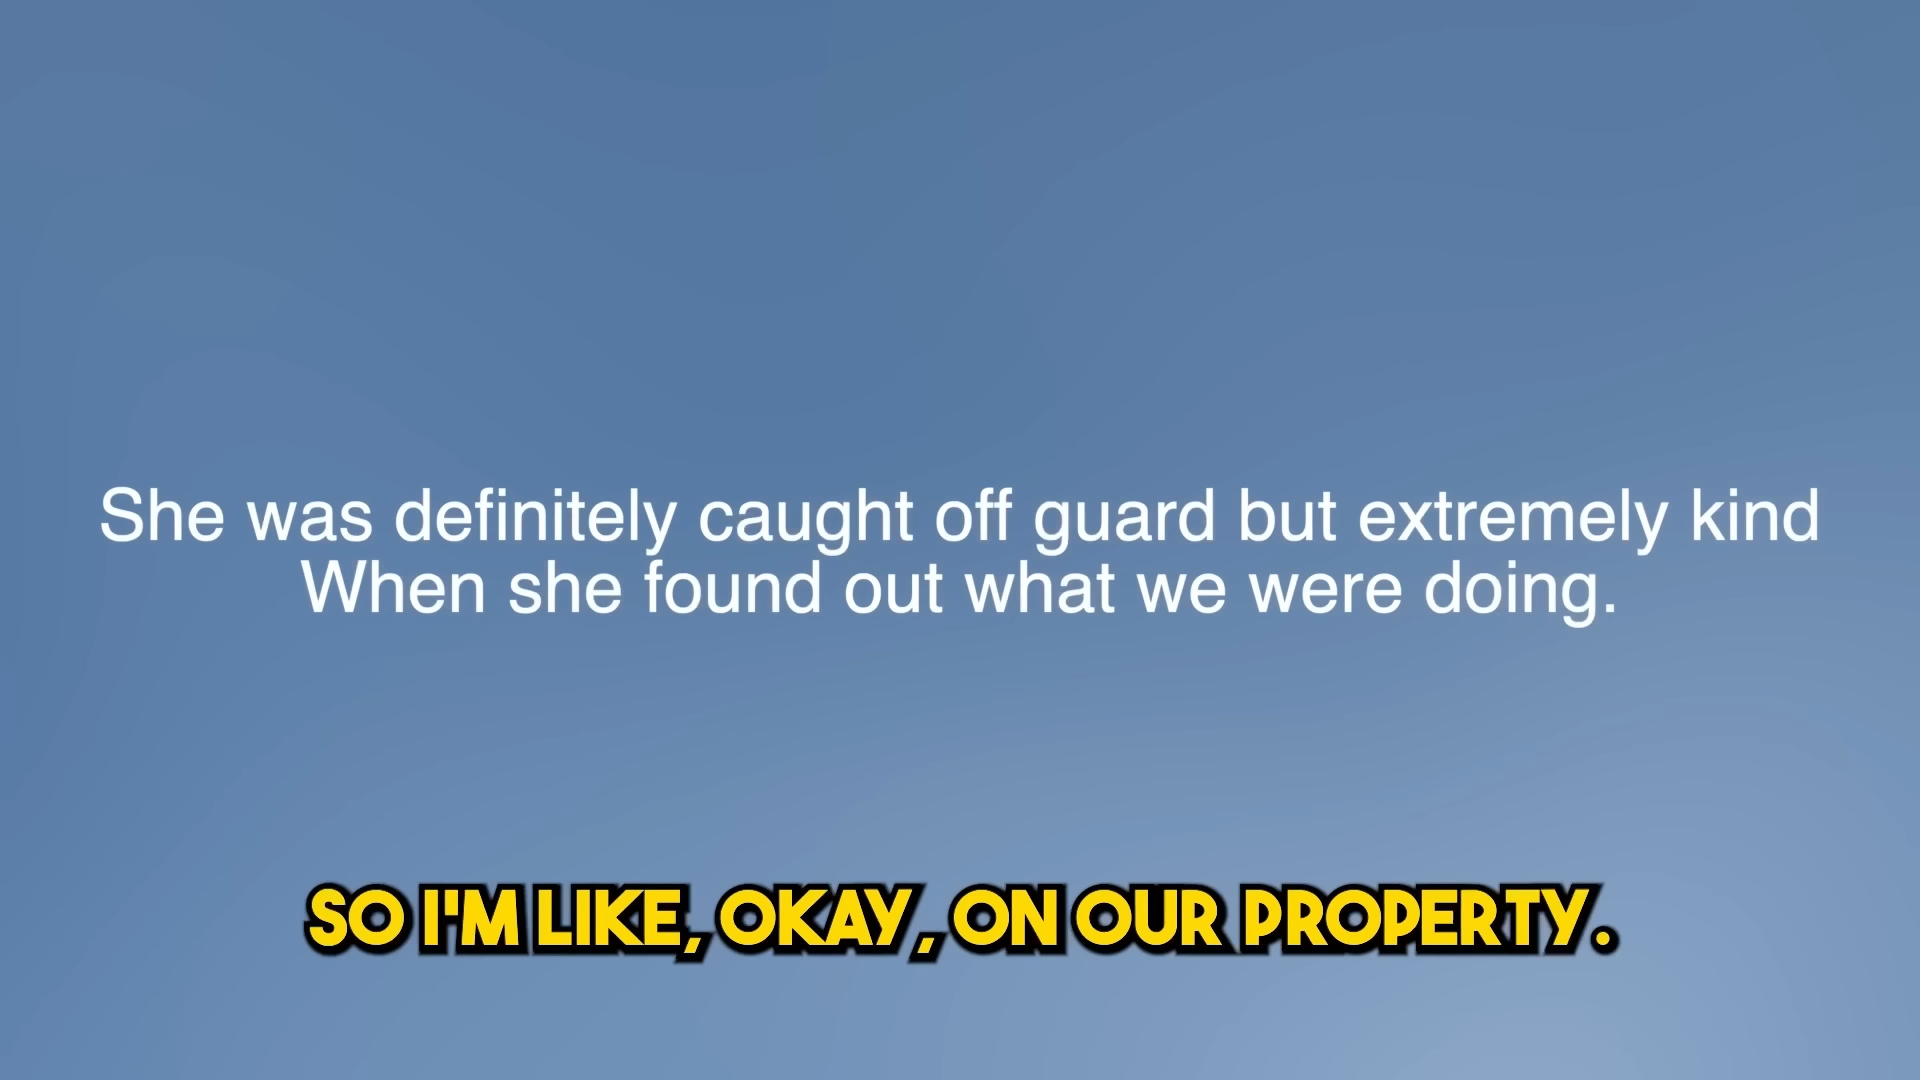 She was definitely caught off guard but extremely kind
When she found out what we were doing.
SO I'M LIKE, OKAY, ON OUR PROPERTY.